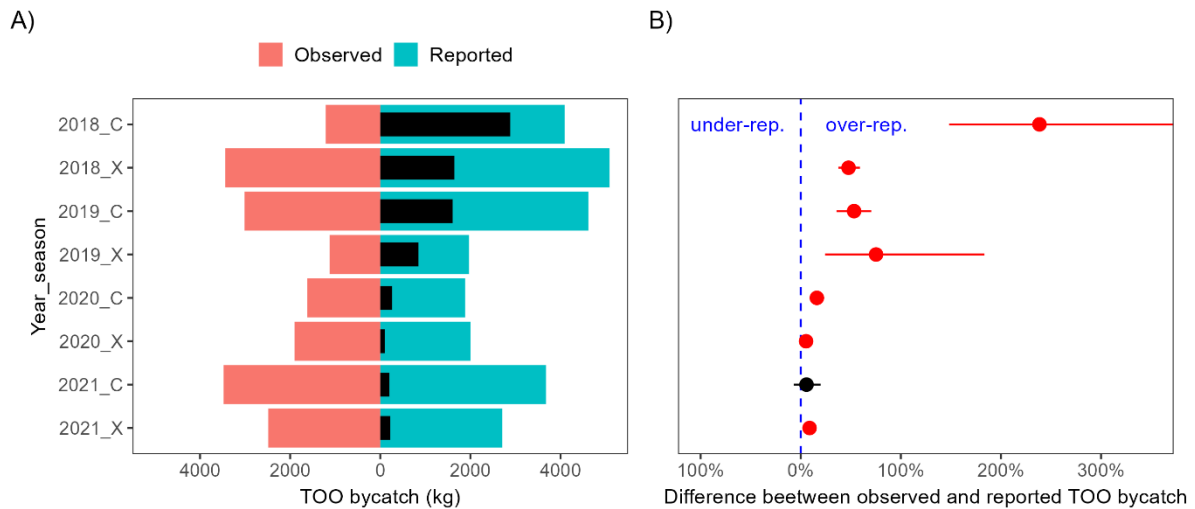 A)
B)
Observed
Reported
Year_season
2018_C
2018_X
2019_C
2019_X
2020_C
2020_X
2021_C
2021_X
4000
2000
0
2000
4000
TOO bycatch (kg)
under-rep.
over-rep.
100%
0%
100%
200%
300%
Difference beetween observed and reported TOO bycatch